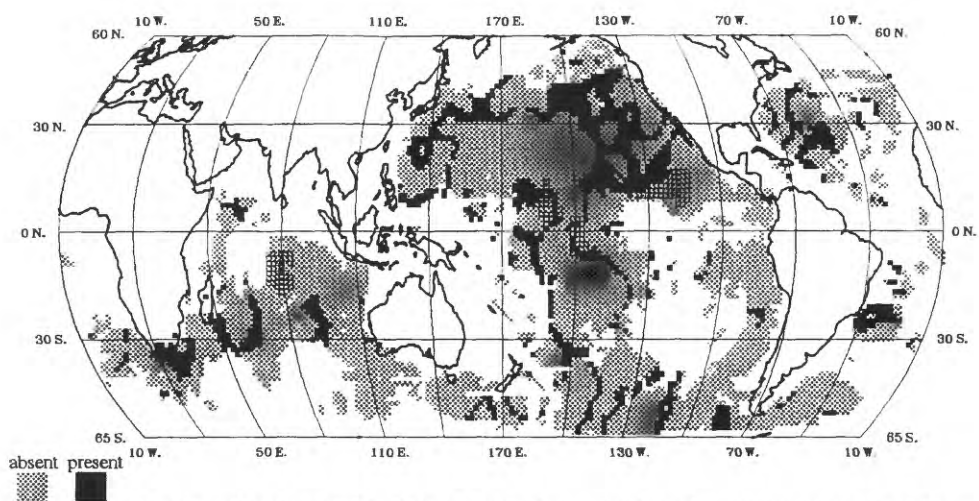 10 W. 50 E. 110 E. 170 E. 130 W. 70 W. 10 W.
60 N. 60 N.
30 N. 30 N.
0 N. 0 N.
30 S. 30 S.
65 S. 65 S.
10 W. 50 E. 110 E. 170 E. 130 W. 70 W. 10 W.
absent present